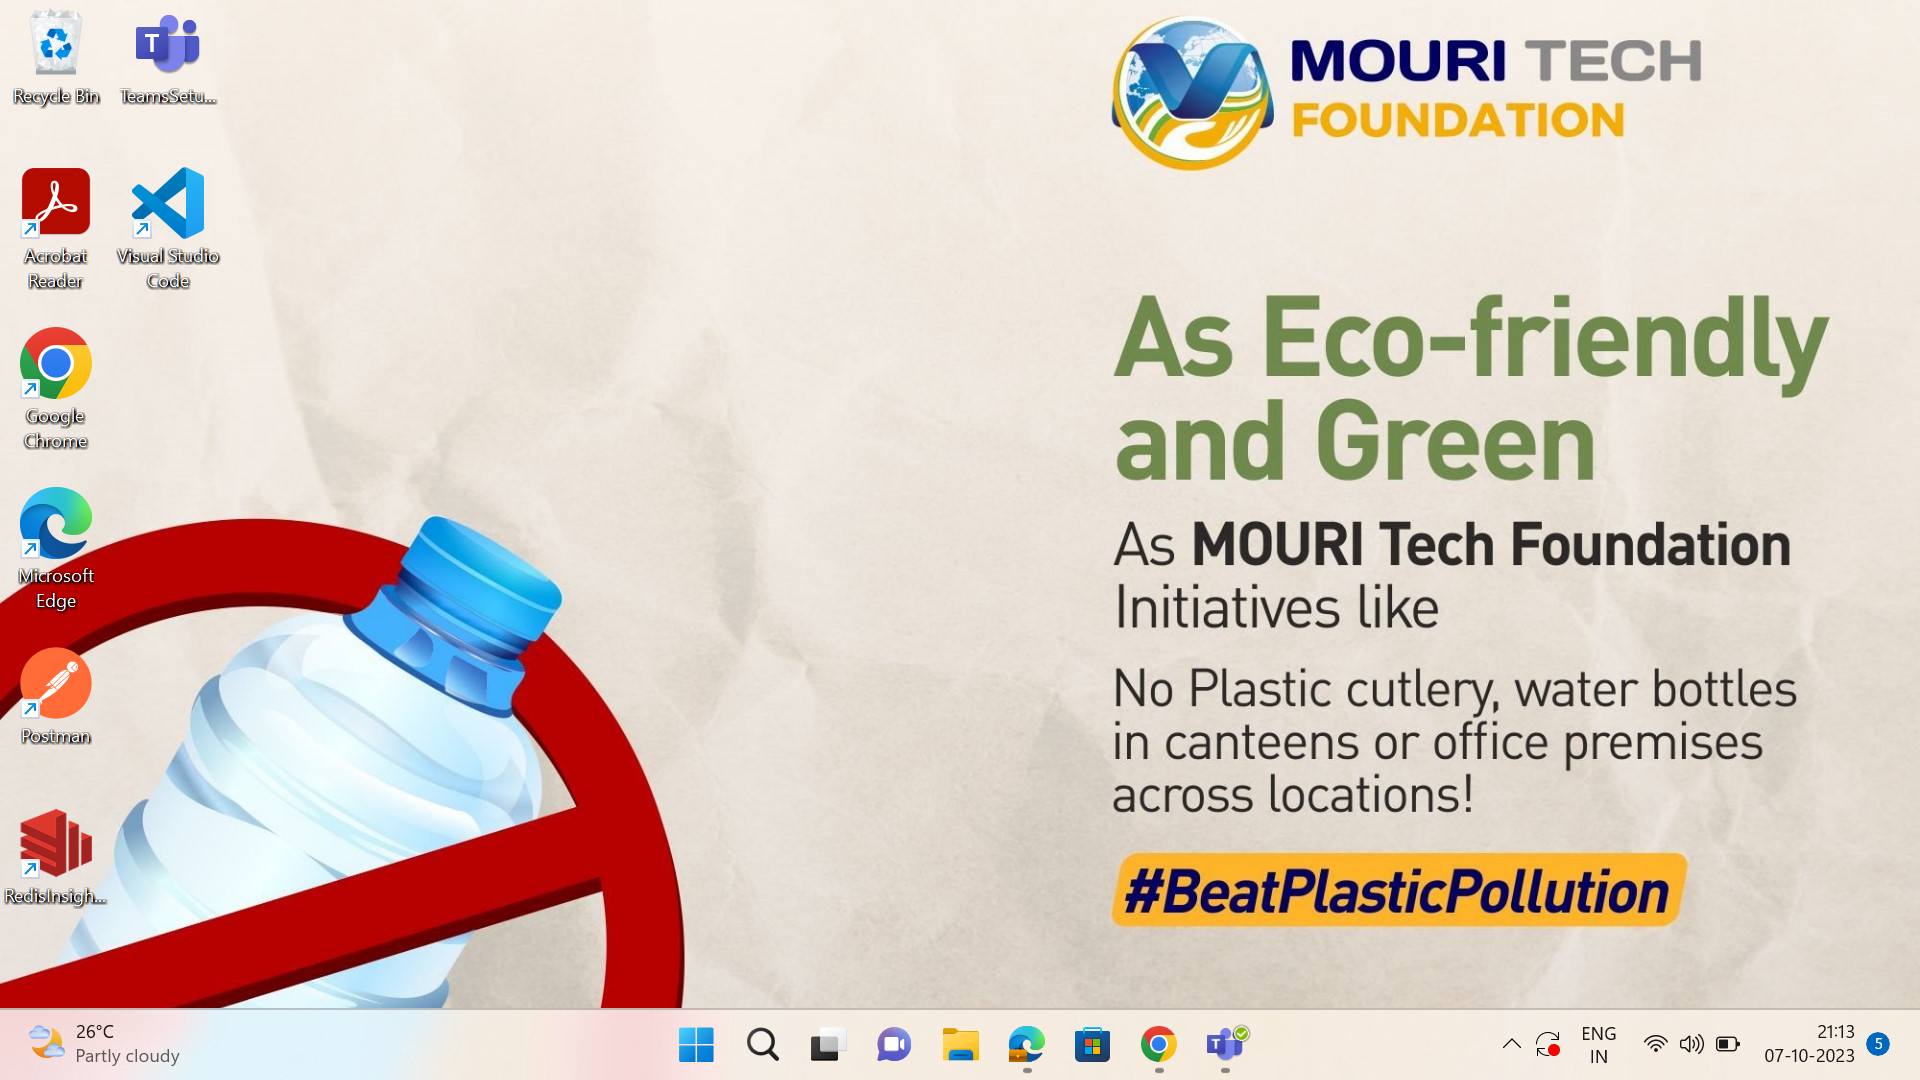 Recycle Bin
TeamsSetu...
Acrobat
Reader
Visual Studio
Code
Google
Chrome
Microsoft
Edge
Postman
RedisInsigh...
MOURI TECH
FOUNDATION
As Eco-friendly
and Green
As MOURI Tech Foundation
Initiatives like
No Plastic cutlery, water bottles
in canteens or office premises
across locations!
#BeatPlasticPollution
26°C
Partly cloudy
T
T
ENG
IN
21:13
07-10-2023
5